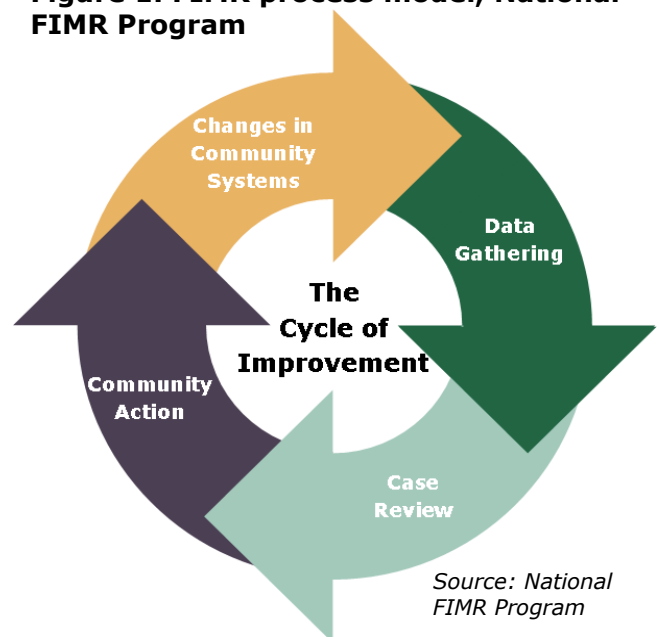 FIMR Program
Changes in
Community
Systems
Data
Gathering
The
Cycle of
Improvement
Community
Action
Case
Review
Source: National
FIMR Program